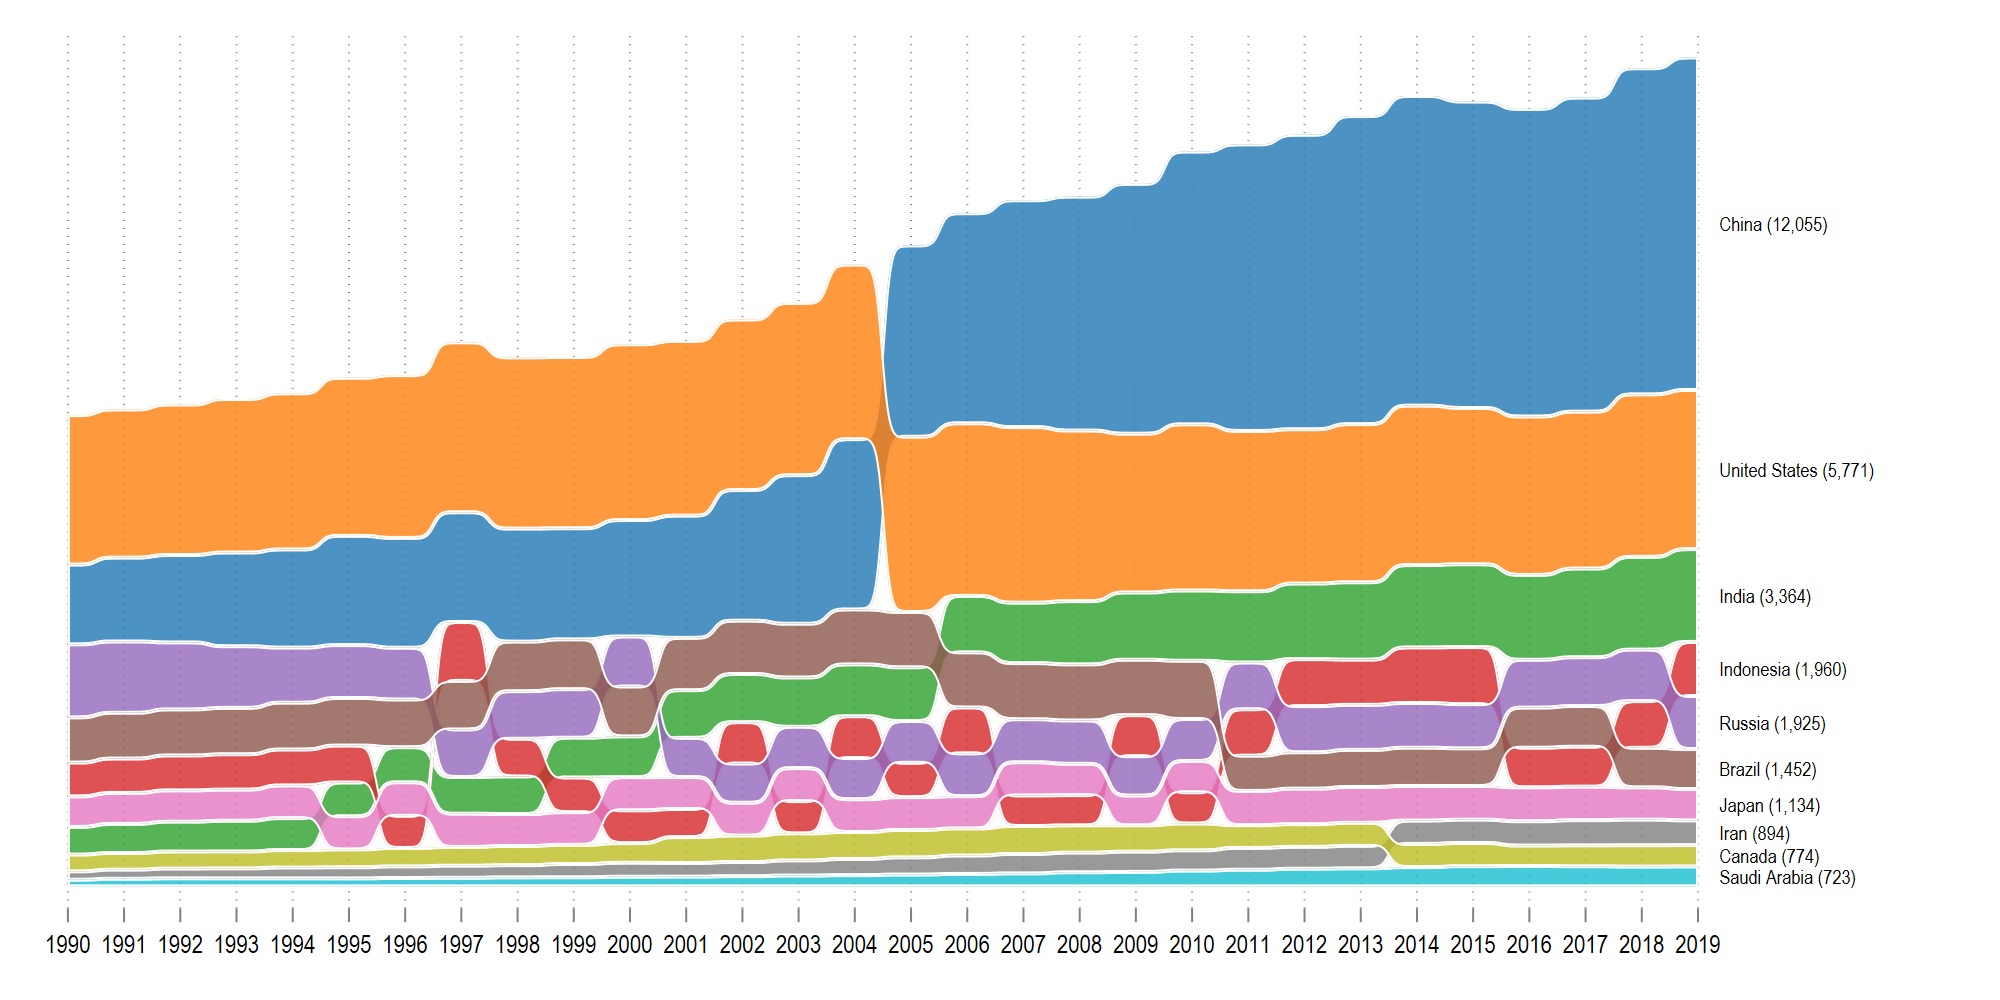 China (12,055)
United States (5,771)
India (3,364)
Indonesia (1,960)
Russia (1,925)
Brazil (1,452)
Japan (1,134)
Iran (894)
Canada (774)
Saudi Arabia (723)
1990 1991 1992 1993 1994 1995 1996 1997 1998 1999 2000 2001 2002 2003 2004 2005 2006 2007 2008 2009 2010 2011 2012 2013 2014 2015 2016 2017 2018 2019